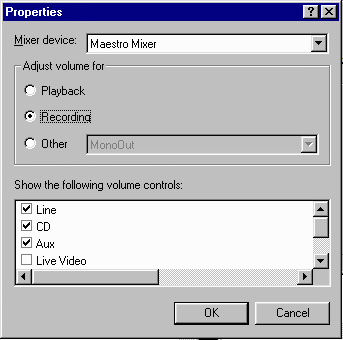 Properties
Mixer device: Maestro Mixer
Adjust volume for
Playback
Recording
Other MonoOut
Show the following volume controls:
Line
CD
Aux
Live Video
OK Cancel